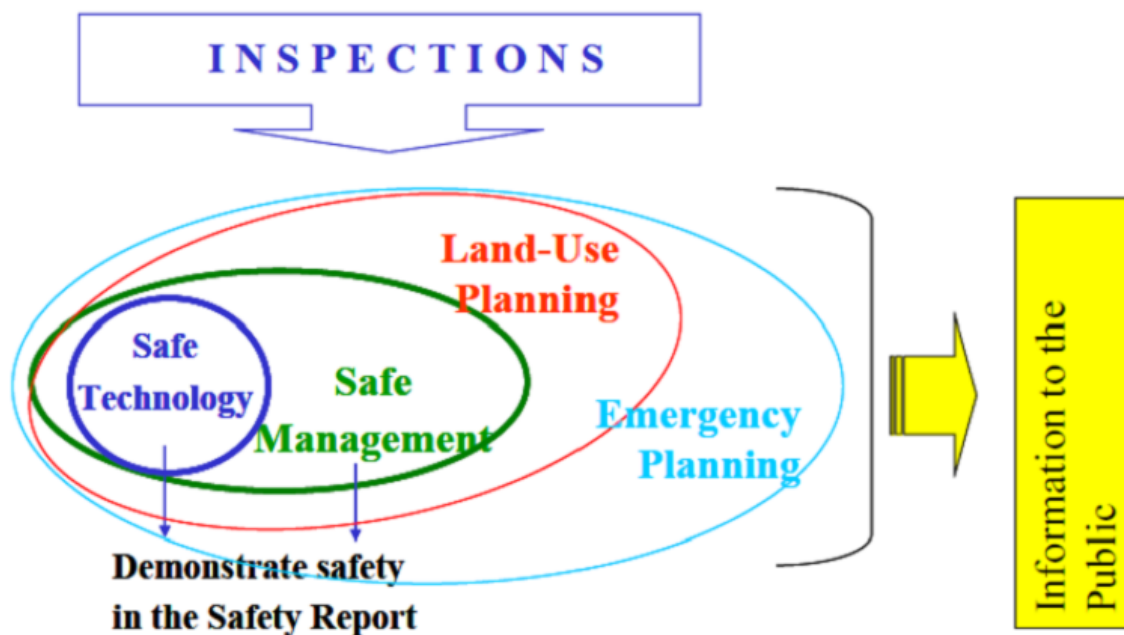 I N S P E C T I O N S
Land-Use
Planning
Safe
Technology
Safe
Management
Emergency
Planning
Demonstrate safety
in the Safety Report
Information to the
Public